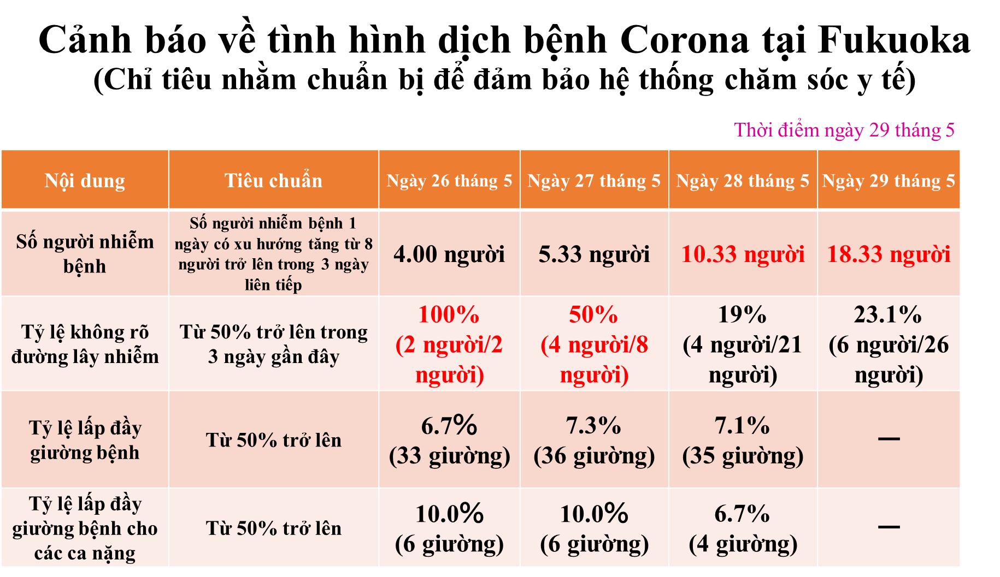 Cảnh báo về tình hình dịch bệnh Corona tại Fukuoka
(Chỉ tiêu nhằm chuẩn bị để đảm bảo hệ thống chăm sóc y tế)
Thời điểm ngày 29 tháng 5
Nội dung
Tiêu chuẩn
Ngày 26 tháng 5
Ngày 27 tháng 5
Ngày 28 tháng 5
Ngày 29 tháng 5
Số người nhiễm
bệnh
Số người nhiễm bệnh 1
ngày có xu hướng tăng từ 8
người trở lên trong 3 ngày
liên tiếp
4.00 người
5.33 người
10.33 người
18.33 người
Tỷ lệ không rõ
đường lây nhiễm
Từ 50% trở lên trong
3 ngày gần đây
100%
(2 người/2
người)
50%
(4 người/8
người)
19%
(4 người/21
người)
23.1%
(6 người/26
người)
Tỷ lệ lấp đầy
giường bệnh
Từ 50% trở lên
6.7%
(33 giường)
7.3%
(36 giường)
7.1%
(35 giường)
—
Tỷ lệ lấp đầy
giường bệnh cho
các ca nặng
Từ 50% trở lên
10.0%
(6 giường)
10.0%
(6 giường)
6.7%
(4 giường)
—